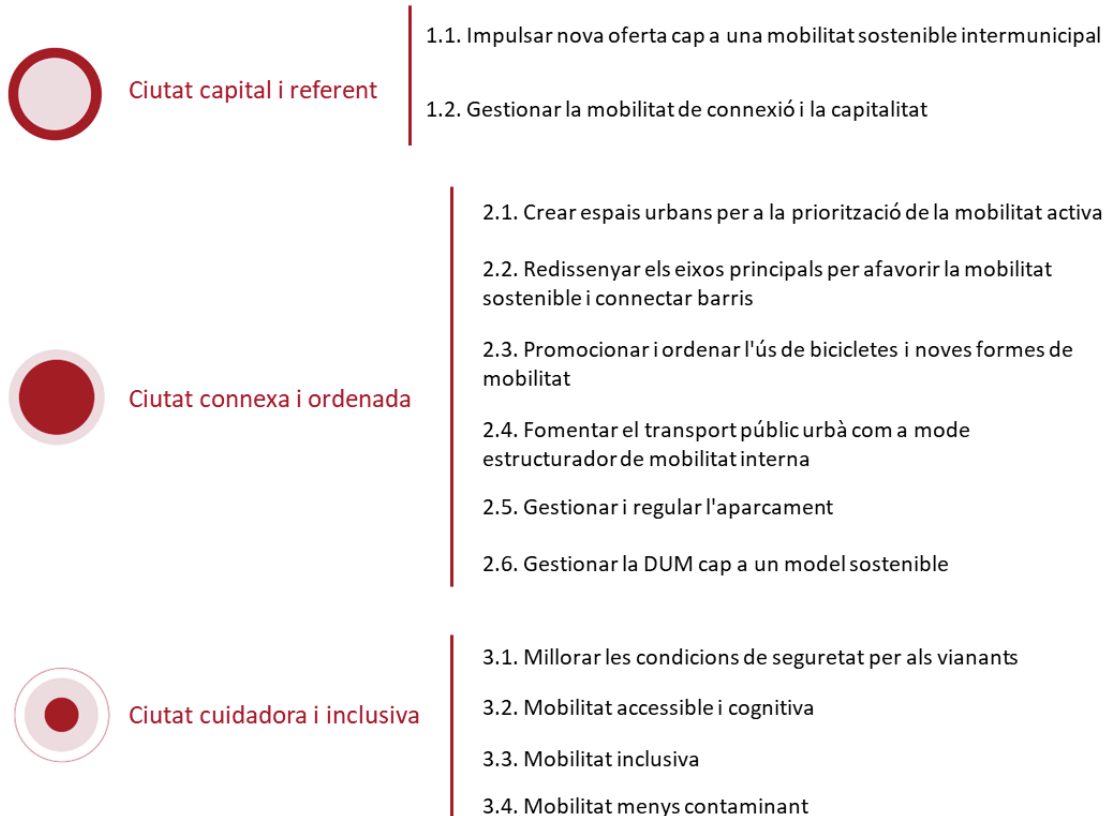 Ciutat capital i referent
1.1. Impulsar nova oferta cap a una mobilitat sostenible intermunicipal
1.2. Gestionar la mobilitat de connexió i la capitalitat
Ciutat connexa i ordenada
2.1. Crear espais urbans per a la priorització de la mobilitat activa
2.2. Redissenyar els eixos principals per afavorir la mobilitat
sostenible i connectar barris
2.3. Promocionar i ordenar l'ús de bicicletes i noves formes de
mobilitat
2.4. Fomentar el transport públic urbà com a mode
estructurador de mobilitat interna
2.5. Gestionar i regular l'aparcament
2.6. Gestionar la DUM cap a un model sostenible
Ciutat cuidadora i inclusiva
3.1. Millorar les condicions de seguretat per als vianants
3.2. Mobilitat accessible i cognitiva
3.3. Mobilitat inclusiva
3.4. Mobilitat menys contaminant